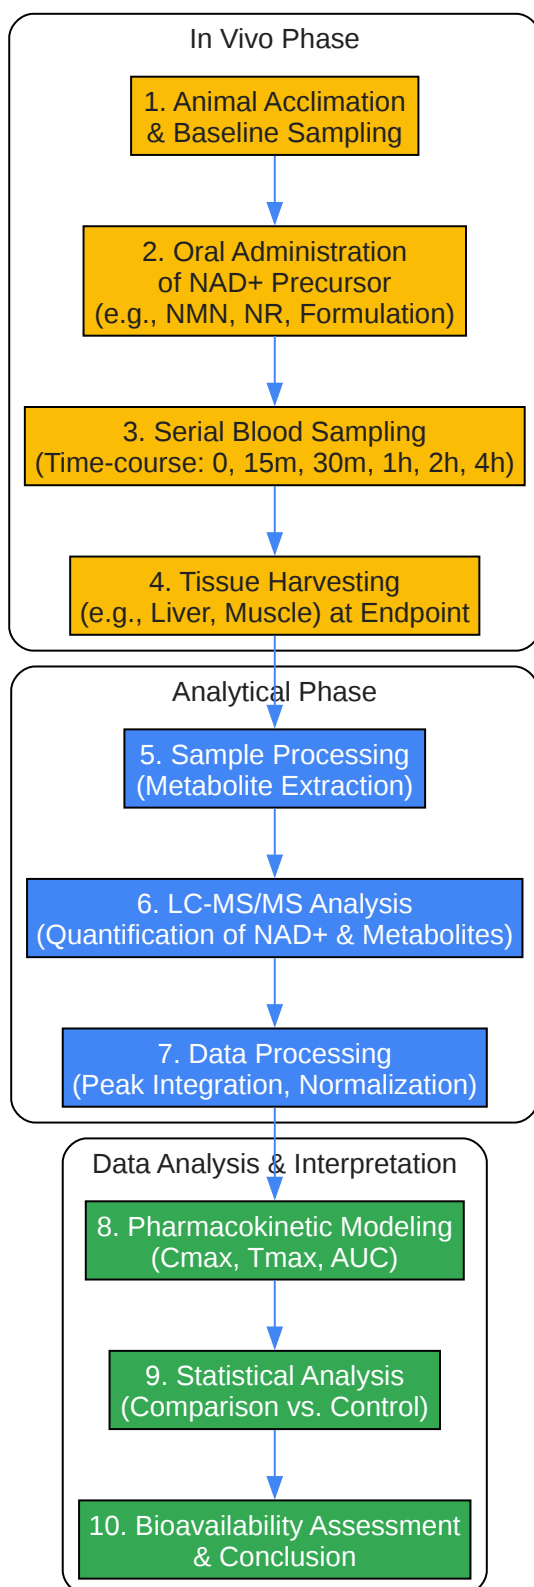 In Vivo Phase
1. Animal Acclimation
& Baseline Sampling
2. Oral Administration
of NAD+ Precursor
(e.g., NMN, NR, Formulation)
3. Serial Blood Sampling
(Time-course: 0, 15m, 30m, 1h, 2h, 4h)
4. Tissue Harvesting
(e.g., Liver, Muscle) at Endpoint
Analytical Phase
5. Sample Processing
(Metabolite Extraction)
6. LC-MS/MS Analysis
(Quantification of NAD+ & Metabolites)
7. Data Processing
(Peak Integration, Normalization)
Data Analysis & Interpretation
8. Pharmacokinetic Modeling
(Cmax, Tmax, AUC)
9. Statistical Analysis
(Comparison vs. Control)
10. Bioavailability Assessment
& Conclusion